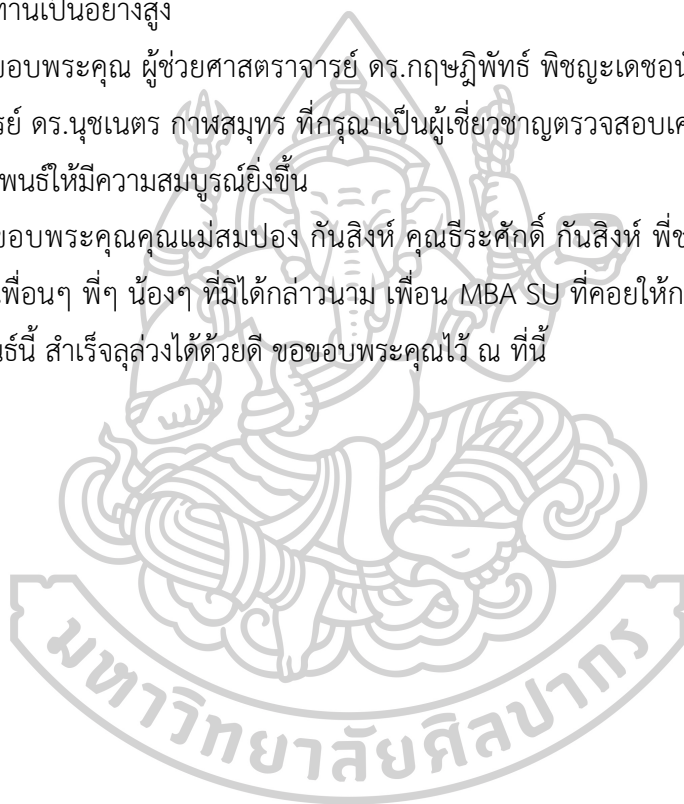 ท่านเป็นอย่างสูง
ขอบพระคุณ ผู้ช่วยศาสตราจารย์ ดร.กฤษฎิพัทธ์ พิชญะเดชอนั
รย์ ดร.นุชเนตร กาฬสมุทร ที่กรุณาเป็นผู้เชี่ยวชาญตรวจสอบเค
พนธ์ให้มีความสมบูรณ์ยิ่งขึ้น
ขอบพระคุณคุณแม่สมปอง กันสิงห์ คุณธีระศักดิ์ กันสิงห์ พี่ช
เพื่อนๆ พี่ๆ น้องๆ ที่มิได้กล่าวนาม เพื่อน MBA SU ที่คอยให้ก
นธ์นี้ สำเร็จลุล่วงได้ด้วยดี ขอขอบพระคุณไว้ ณ ที่นี้
มหาวิทยาลัยศิลปากร